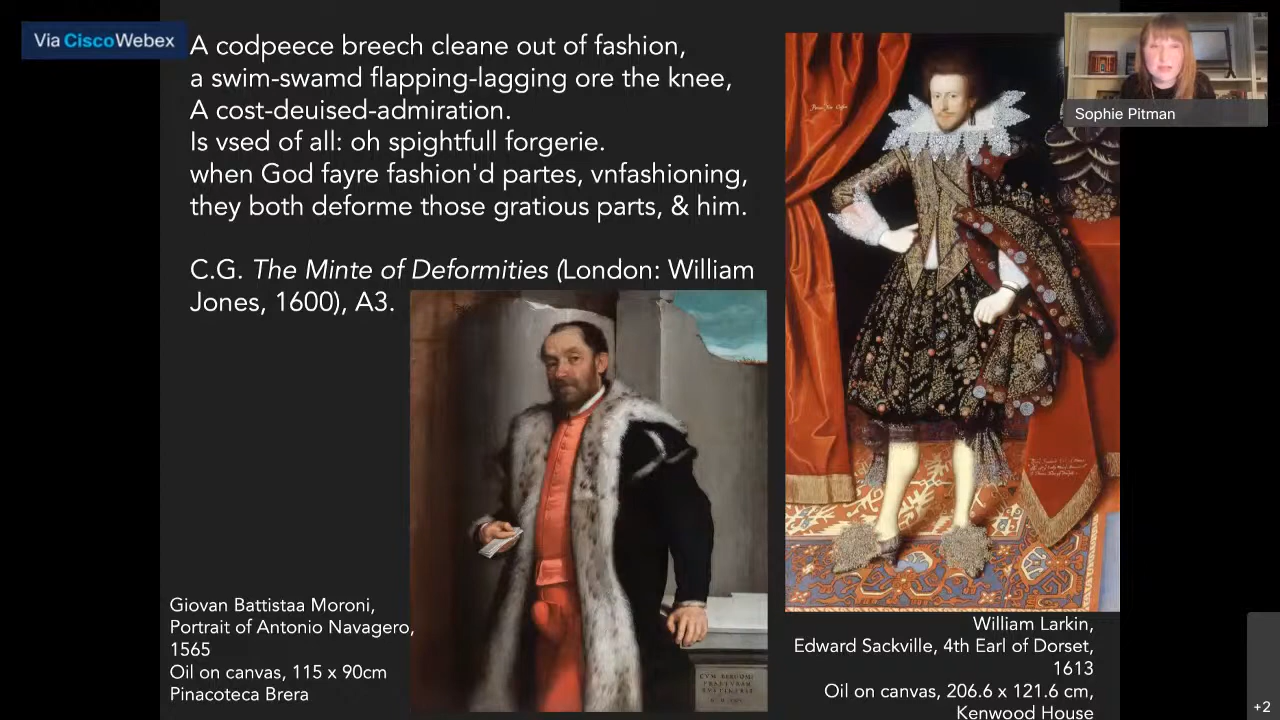 Via CiscoWebex
A codpeece breech cleane out of fashion,
a swim-swamd flapping-lagging ore the knee,
A cost-deuised-admiration.
Is vsed of all: oh spightfull forgerie.
when God fayre fashion'd partes, vnfashioning,
they both deforme those gratious parts, & him.
C.G. The Minte of Deformities (London: William
Jones, 1600), A3.
Sophie Pitman
Giovan Battistaa Moroni,
Portrait of Antonio Navagero,
1565
Oil on canvas, 115 x 90cm
Pinacoteca Brera
William Larkin,
Edward Sackville, 4th Earl of Dorset,
1613
Oil on canvas, 206.6 x 121.6 cm,
Kenwood House
+2